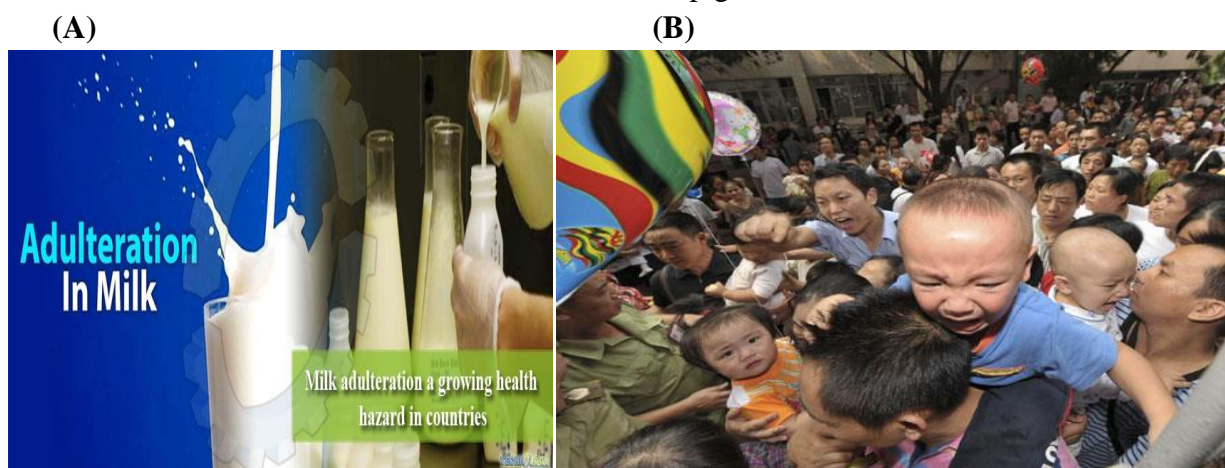 (A) (B)
Adulteration
In Milk
Milk adulteration a growing health
hazard in countries